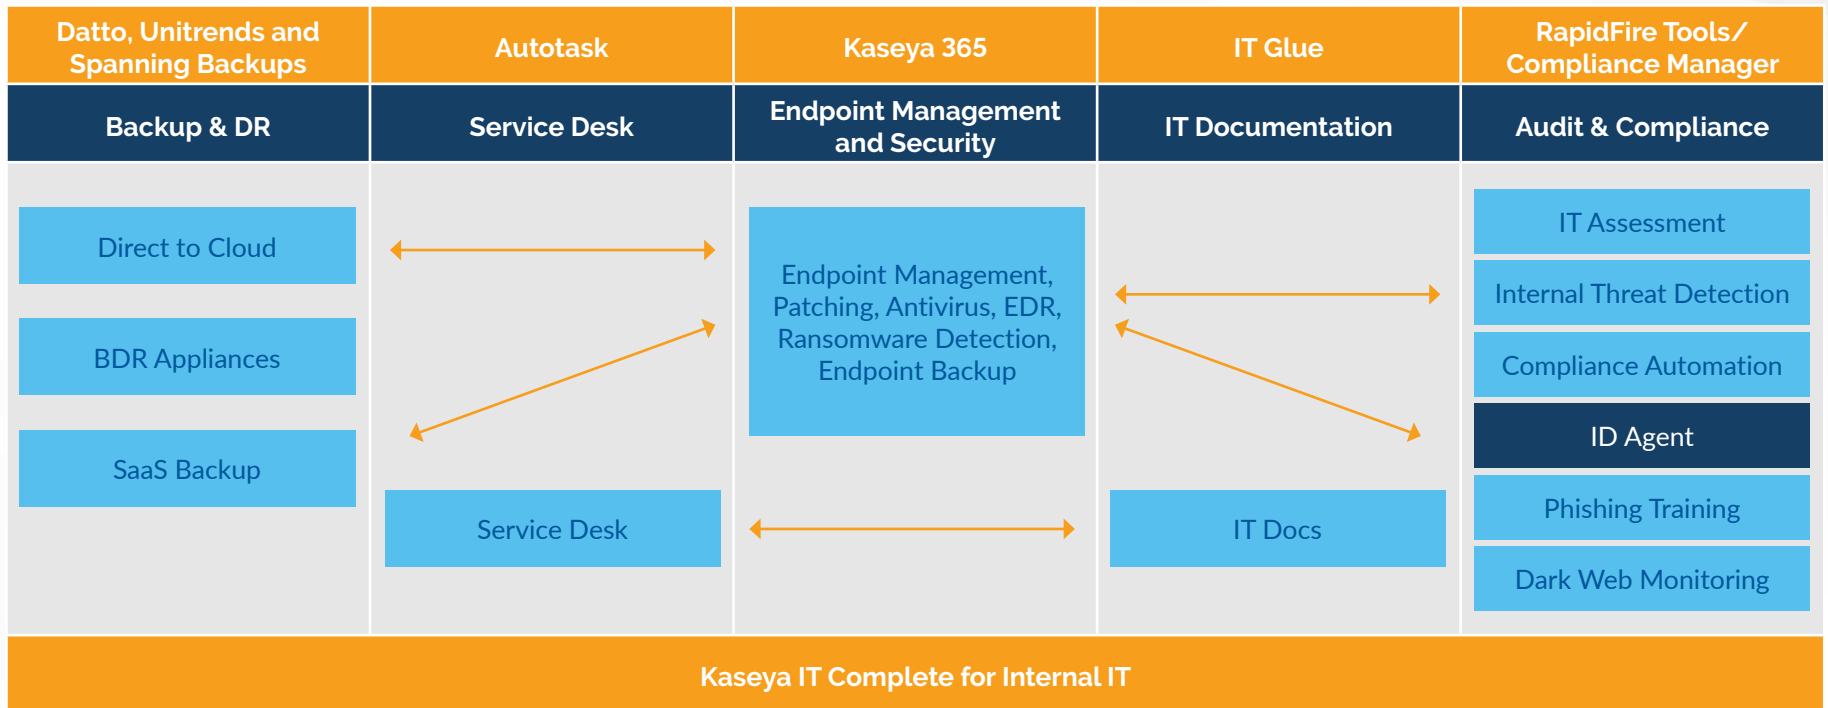 Datto, Unitrends and
Spanning Backups
Autotask
Kaseya 365
IT Glue
RapidFire Tools/
Compliance Manager
Backup & DR
Service Desk
Endpoint Management
and Security
IT Documentation
Audit & Compliance
Direct to Cloud
BDR Appliances
SaaS Backup
Service Desk
Endpoint Management,
Patching, Antivirus, EDR,
Ransomware Detection,
Endpoint Backup
IT Docs
IT Assessment
Internal Threat Detection
Compliance Automation
ID Agent
Phishing Training
Dark Web Monitoring
Kaseya IT Complete for Internal IT